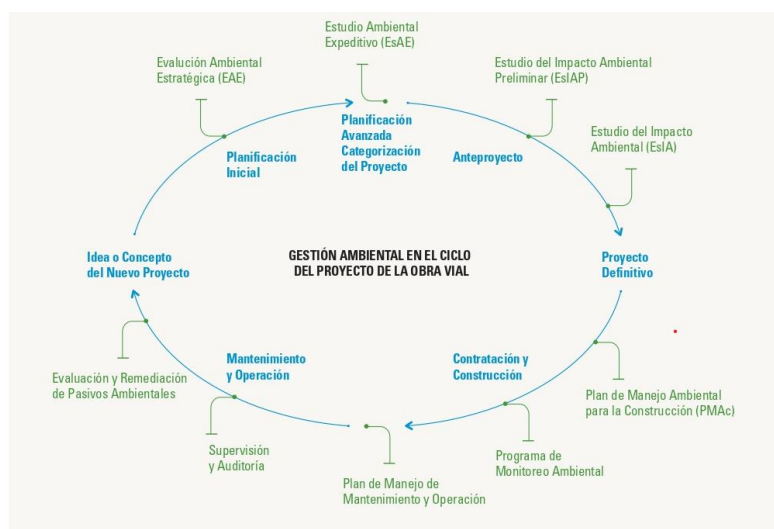 Estudio Ambiental
Expeditivo (EsAE)
Evalución Ambiental
Estratégica (EAE)
Estudio del Impacto Ambiental
Preliminar (EsIAP)
Estudio del Impacto
Ambiental (EsIA)
Planificación
Inicial
Planificación
Avanzada
Categorización
del Proyecto
Anteproyecto
Idea o Concepto
del Nuevo Proyecto
GESTIÓN AMBIENTAL EN EL CICLO
DEL PROYECTO DE LA OBRA VIAL
Proyecto
Definitivo
Mantenimiento
y Operación
Contratación y
Construcción
Evaluación y Remediación
de Pasivos Ambientales
Plan de Manejo Ambiental
para la Construcción (PMAc)
Supervisión
y Auditoría
Programa de
Monitoreo Ambiental
Plan de Manejo de
Mantenimiento y Operación